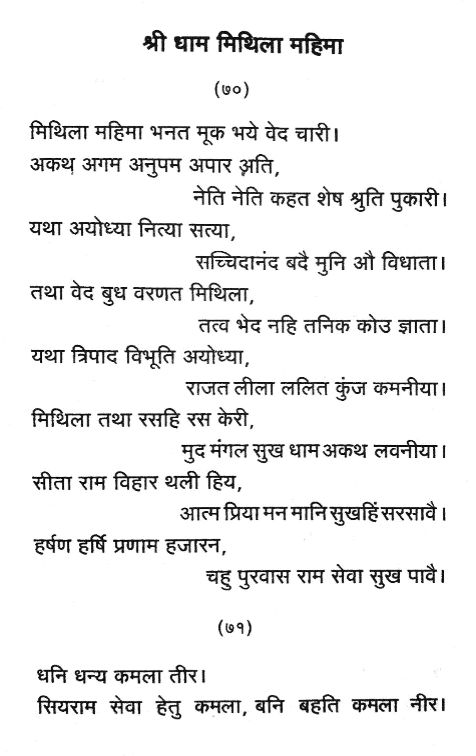 श्री धाम मिथिला महिमा
(७०)
मिथिला महिमा भनत मूक भये वेद चारी।
अकथ अगम अनुपम अपार अति,
नेति नेति कहत शेष श्रुति पुकारी।
यथा अयोध्या नित्या सत्या,
सच्चिदानंद बदै मुनि औ विधाता।
तथा वेद बुध वरणत मिथिला,
तत्व भेद नहि तनिक कोउ ज्ञाता।
यथा त्रिपाद विभूति अयोध्या,
राजत लीला ललित कुंज कमनीया।
मिथिला तथा रसहि रस केरी,
मुद मंगल सुख धाम अकथ लवनीया।
सीता राम विहार थली हिय,
आत्म प्रिया मन मानि सुखहिं सरसावै।
हर्षण हर्षि प्रणाम हजारन,
चहु पुरवास राम सेवा सुख पावै।
(७१)
धनि धन्य कमला तीर।
सियराम सेवा हेतु कमला, बनि बहति कमला नीर।